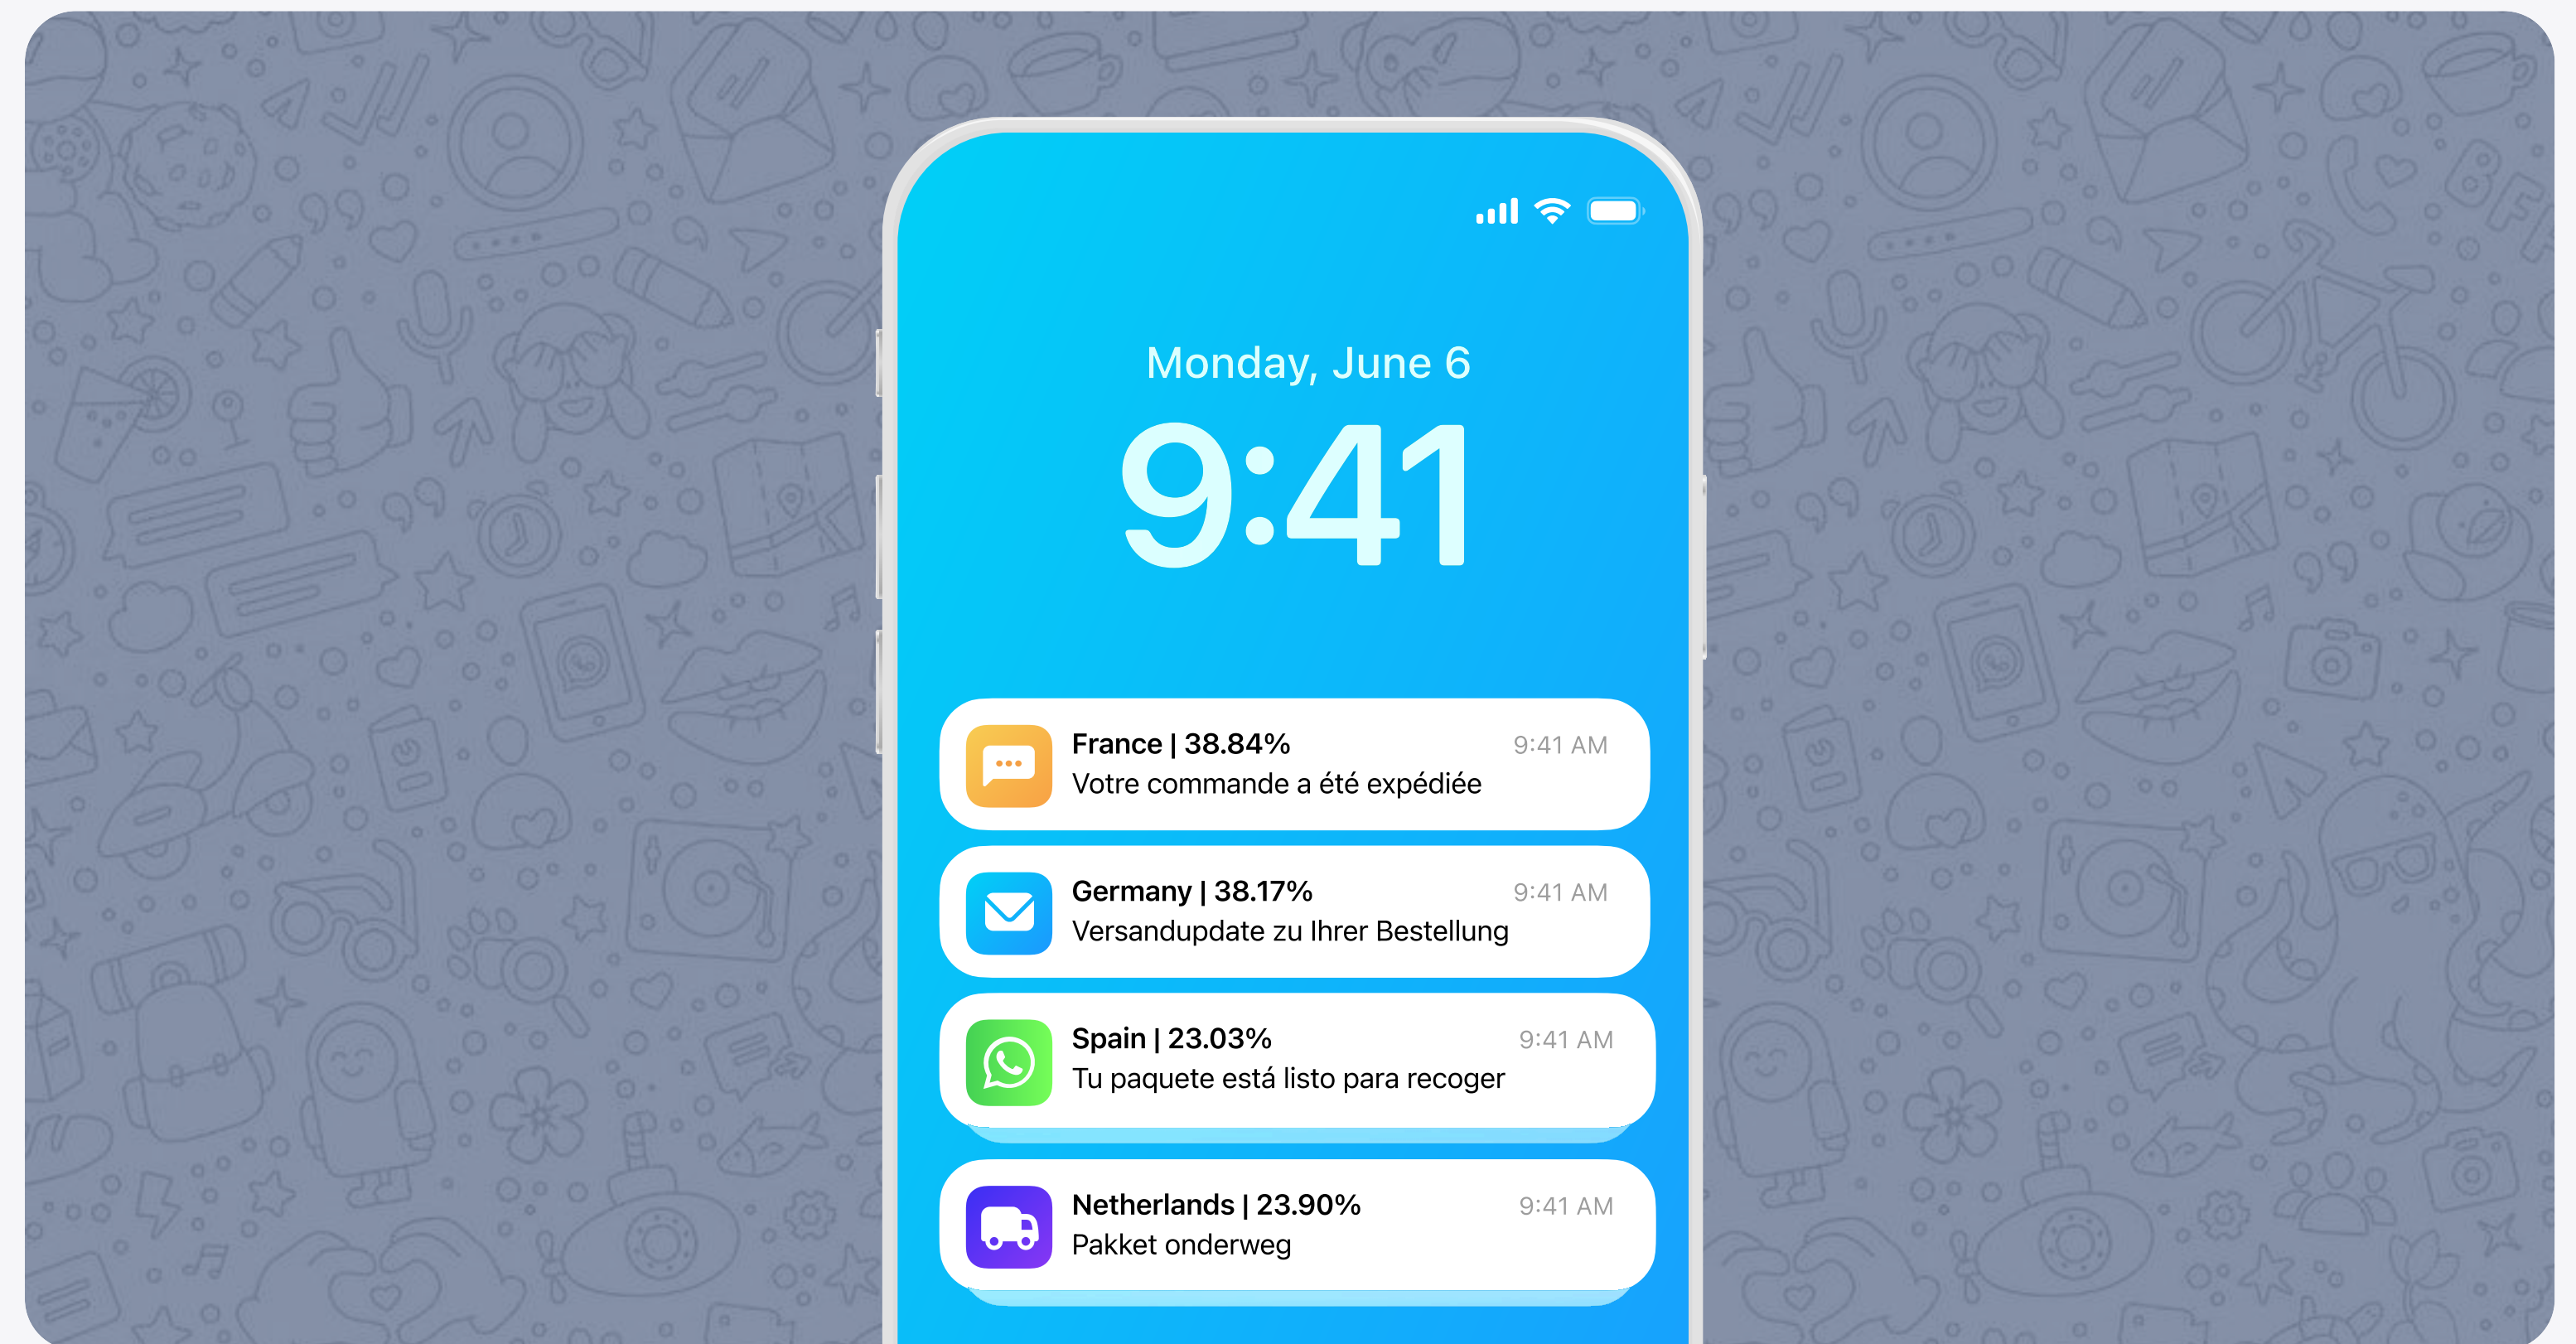 Monday, June 6
9:41
France | 38.84%
9:41 AM
Votre commande a été expédiée
Germany | 38.17%
9:41 AM
Versandupdate zu Ihrer Bestellung
Spain | 23.03%
9:41 AM
Tu paquete está listo para recoger
Netherlands | 23.90%
9:41 AM
Pakket onderweg